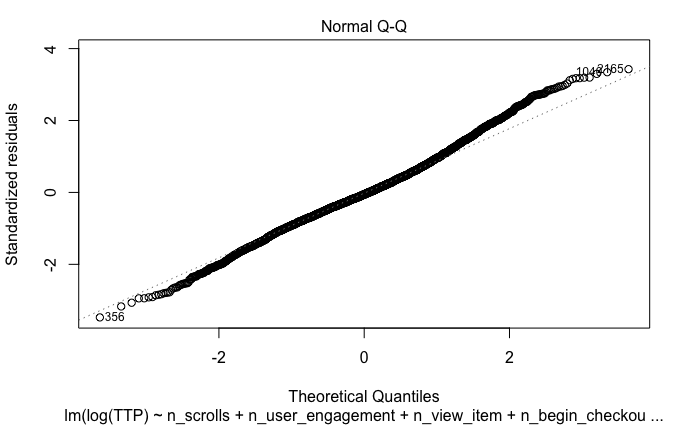 Normal Q-Q
4
2
0
-2
Standardized residuals
2165
356
-2
0
2
Theoretical Quantiles
lm(log(TTP) ~ n_scrolls + n_user_engagement + n_view_item + n_begin_checkou ...